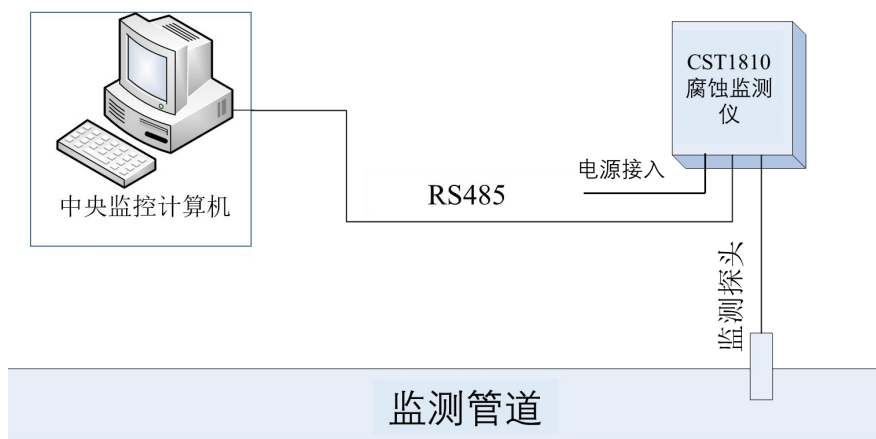 CST1810
腐蚀监测
仪
中央监控计算机
电源接入
RS485
监测探头
监测管道